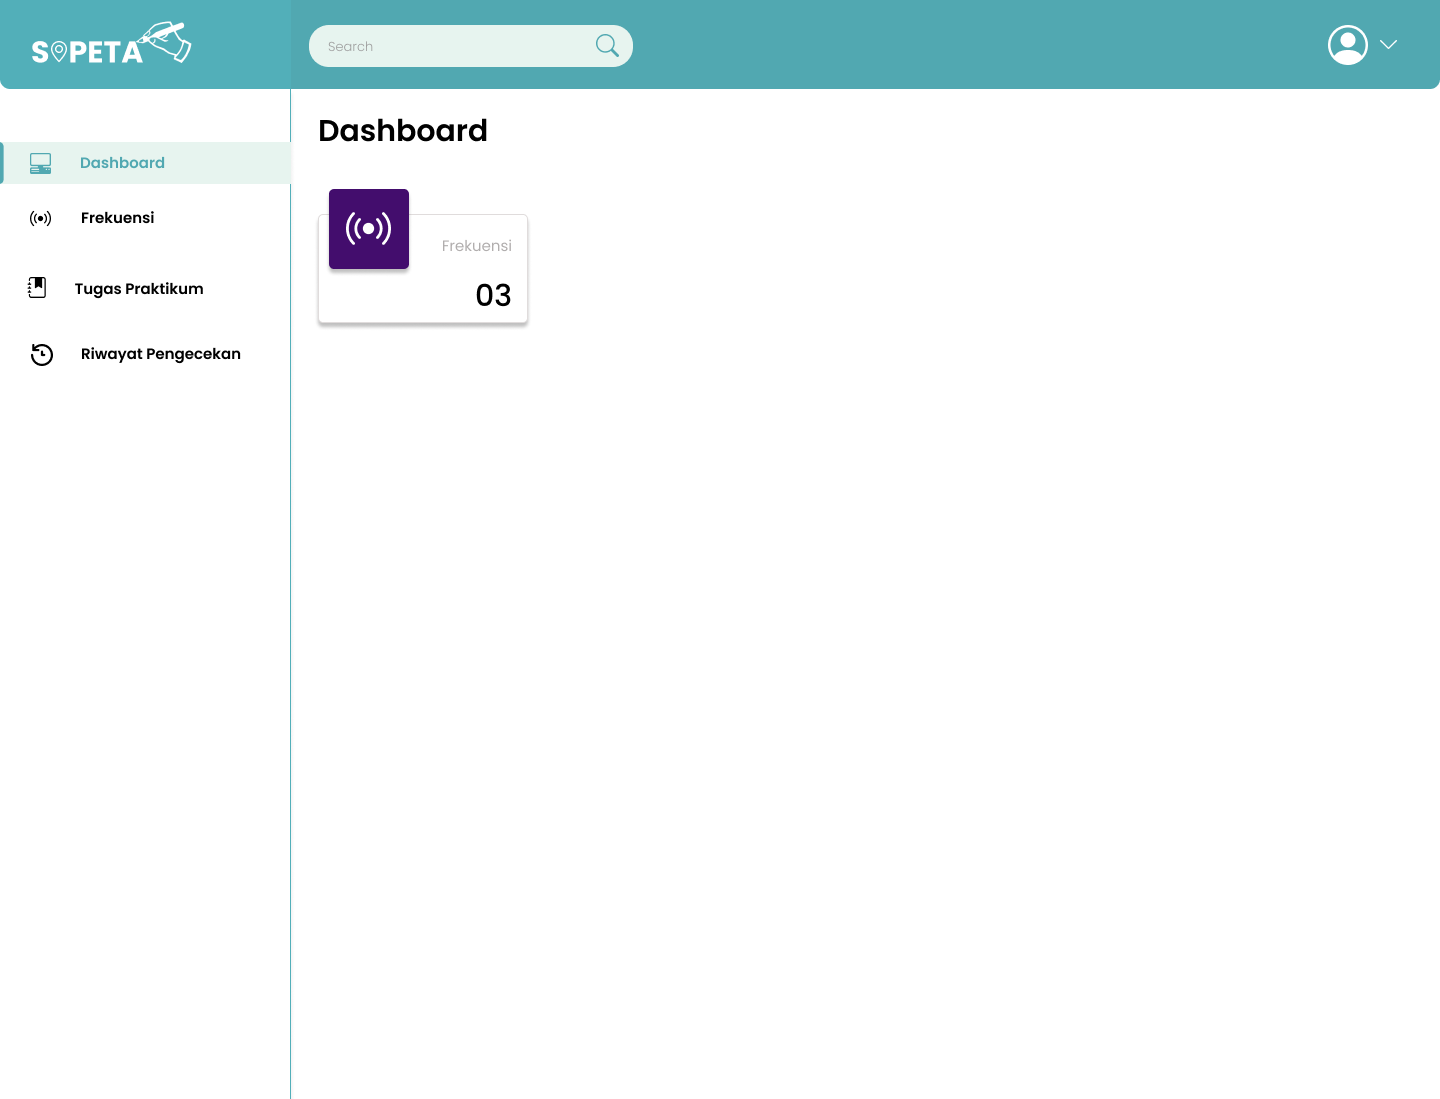 SOPETA
Search
Dashboard
Frekuensi
Tugas Praktikum
Riwayat Pengecekan
Dashboard
Frekuensi
03